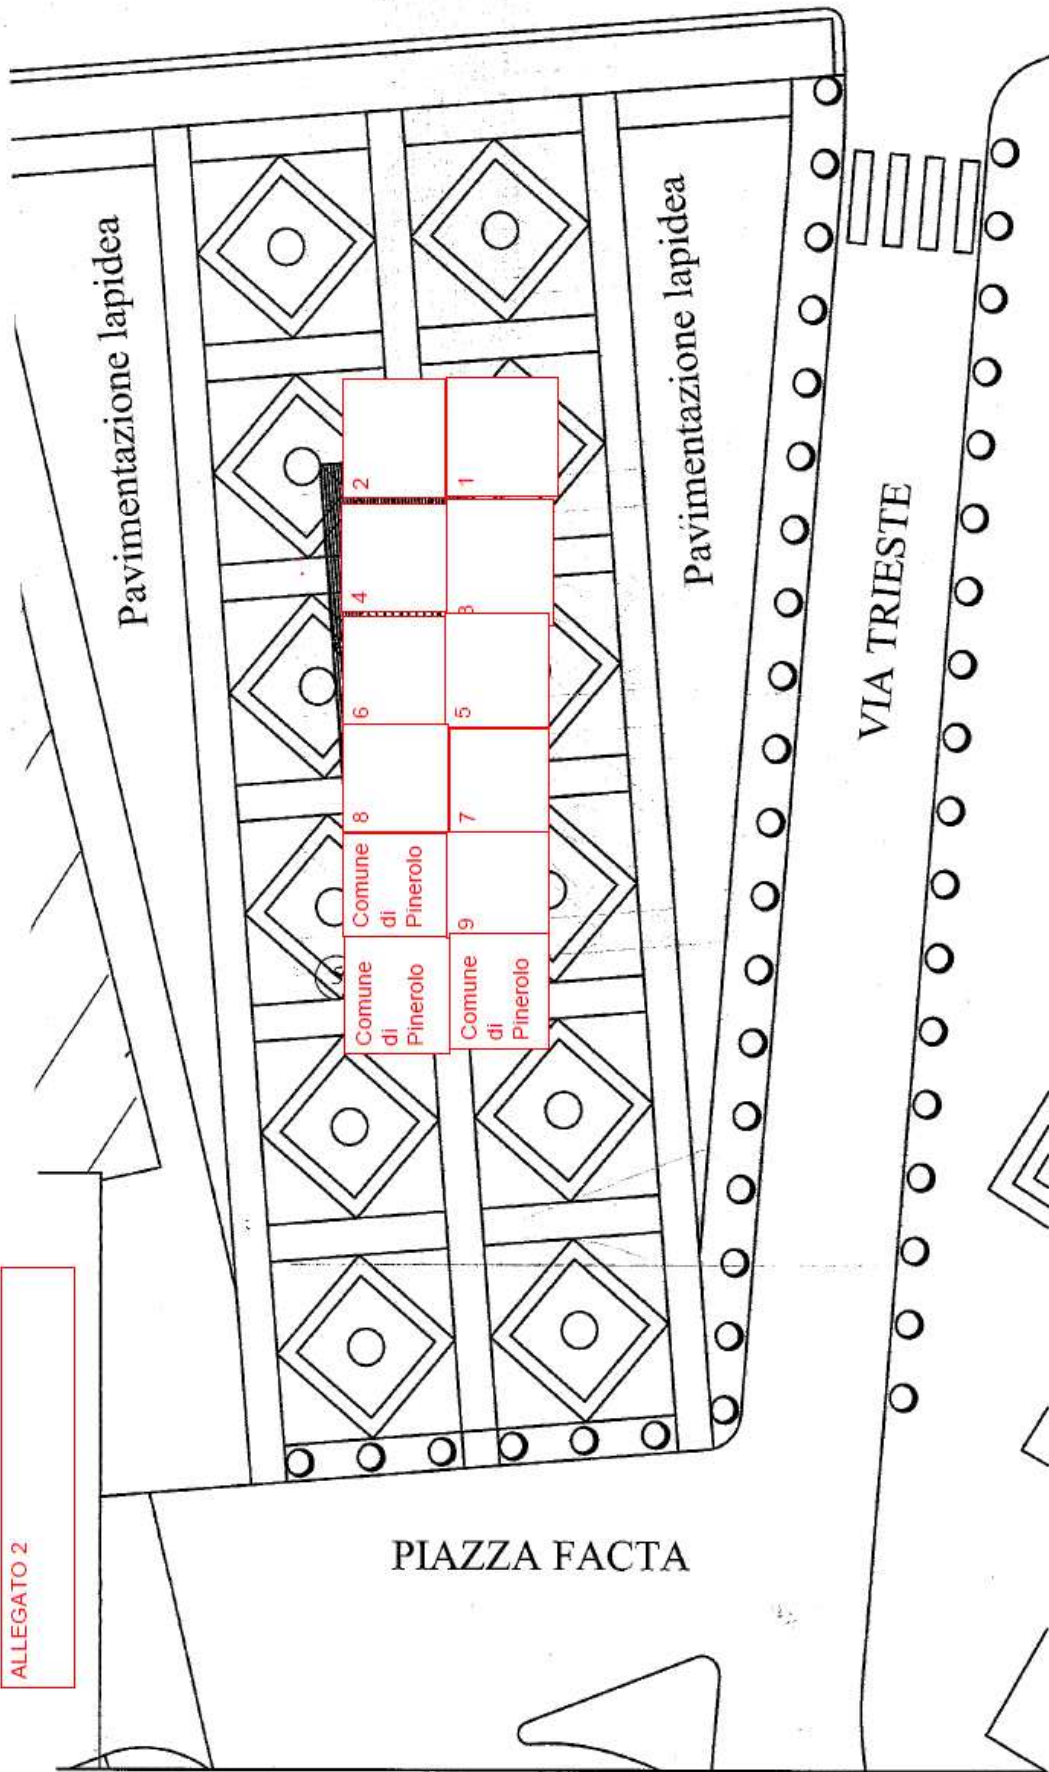 Pavimentazione lapidea
Pavimentazione lapidea
VIA TRIESTE
2
1
4
3
6
5
8
7
Comune
di
Pinerolo
9
Comune
di
Pinerolo
Comune
di
Pinerolo
PIAZZA FACTA
ALLEGATO 2